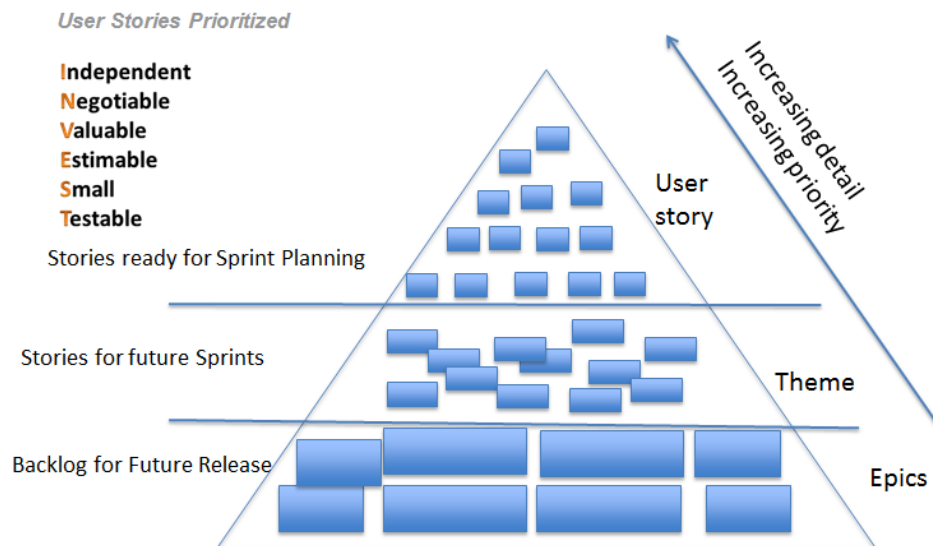 User Stories Prioritized
Independent
Negotiable
Valuable
Estimable
Small
Testable
Stories ready for Sprint Planning
Stories for future Sprints
Backlog for Future Release
User
story
Theme
Epics
Increasing detail
Increasing priority